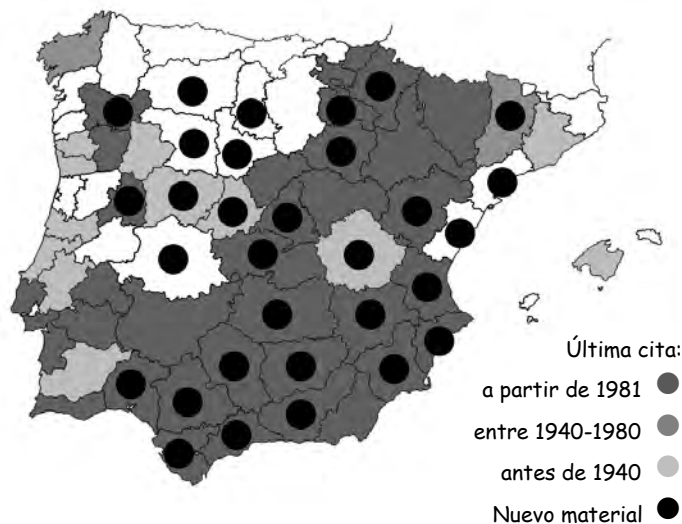 Última cita:
a partir de 1981
entre 1940-1980
antes de 1940
Nuevo material